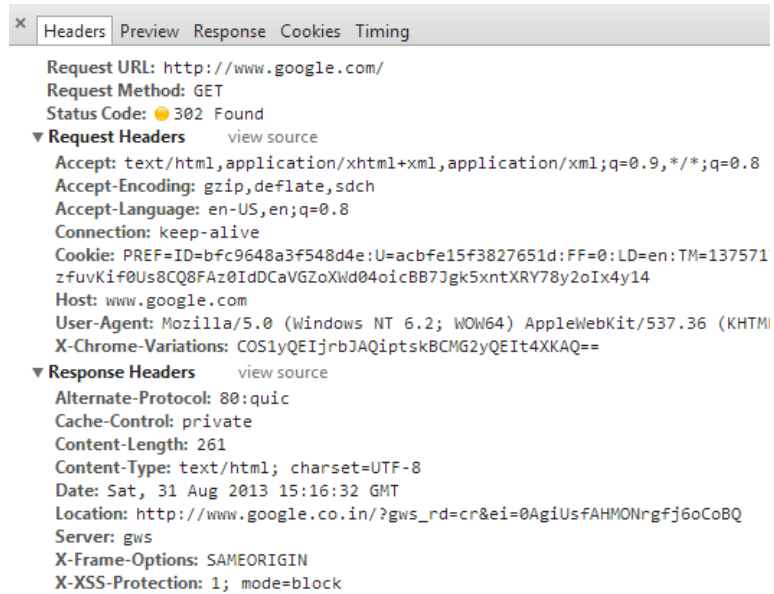 × Headers Preview Response Cookies Timing
Request URL: http://www.google.com/
Request Method: GET
Status Code: 302 Found
▼ Request Headers view source
Accept: text/html,application/xhtml+xml,application/xml;q=0.9,*/*;q=0.8
Accept-Encoding: gzip,deflate,sdch
Accept-Language: en-US,en;q=0.8
Connection: keep-alive
Cookie: PREF=ID=bfc9648a3f548d4e:U=acbfe15f3827651d:FF=0:LD=en:TM=137571
zfuvKif0Us8CQ8FAz0IdDCaVGZoXWd04oicBB7Jgk5xntXRY78y2oIx4y14
Host: www.google.com
User-Agent: Mozilla/5.0 (Windows NT 6.2; WOW64) AppleWebKit/537.36 (KHTM
X-Chrome-Variations: COS1yQEIjrbJAQiptskBCMG2yQEIt4XKAQ==
▼ Response Headers view source
Alternate-Protocol: 80:quic
Cache-Control: private
Content-Length: 261
Content-Type: text/html; charset=UTF-8
Date: Sat, 31 Aug 2013 15:16:32 GMT
Location: http://www.google.co.in/?gws_rd=cr&ei=0AgiUsfAHMONrgfj6oCoBQ
Server: gws
X-Frame-Options: SAMEORIGIN
X-XSS-Protection: 1; mode=block